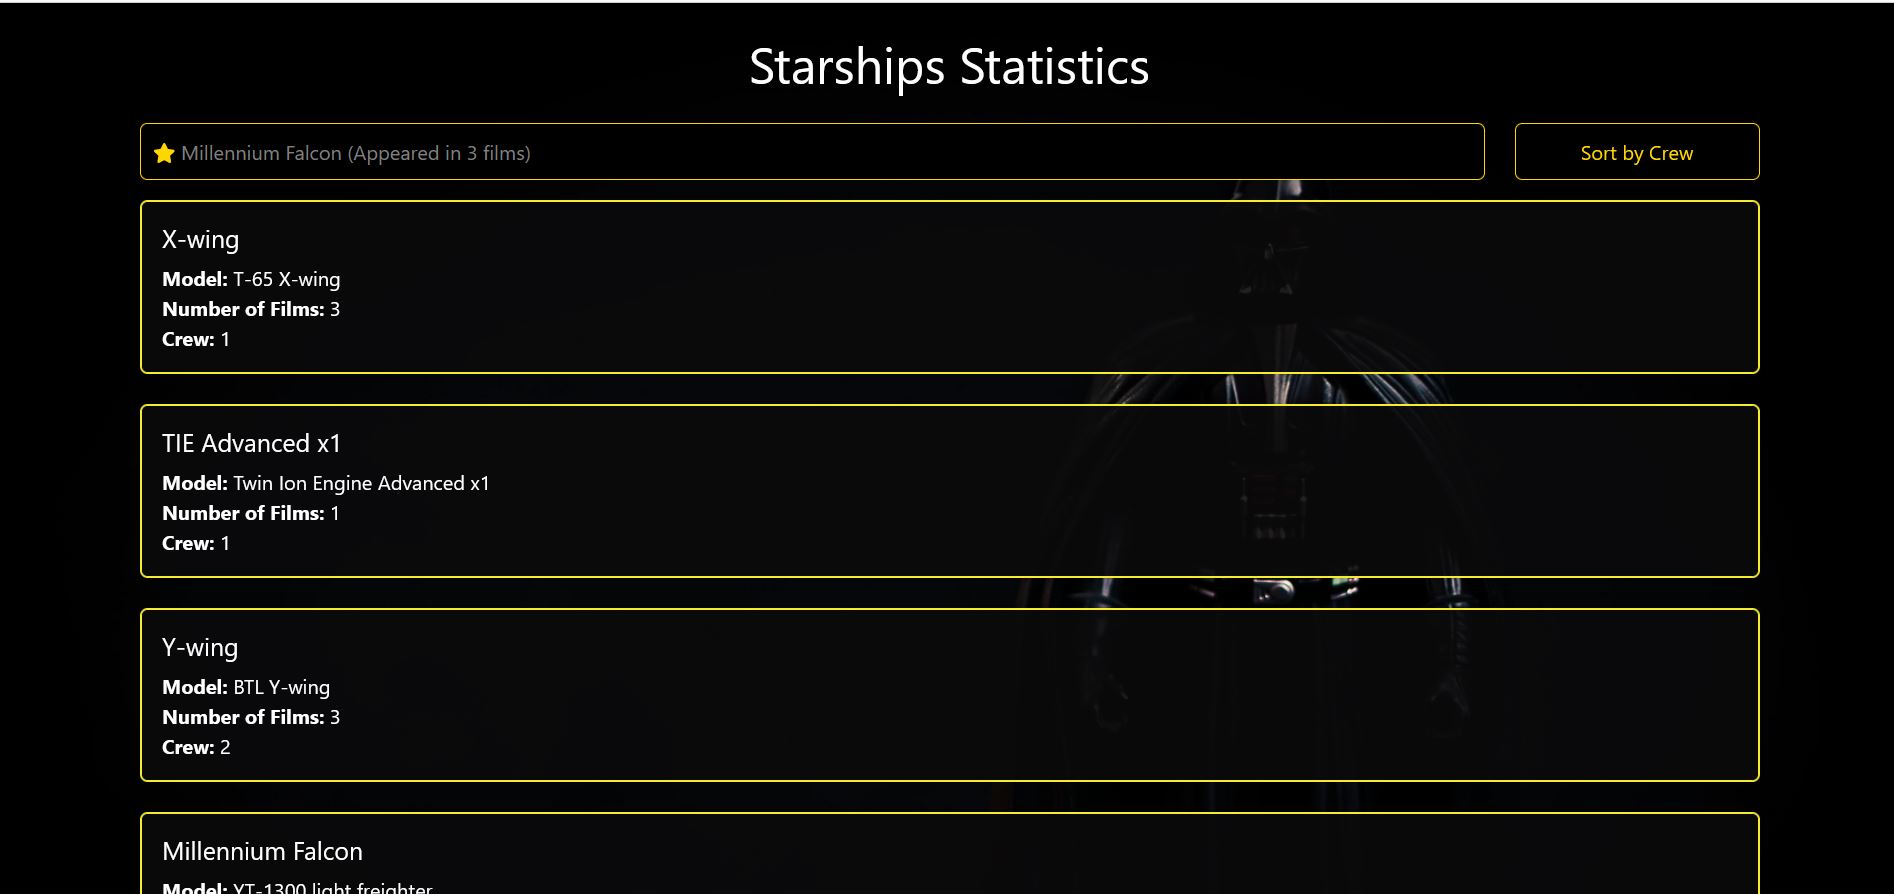 Starships Statistics
Millennium Falcon (Appeared in 3 films)
Sort by Crew
X-wing
Model: T-65 X-wing
Number of Films: 3
Crew: 1
TIE Advanced x1
Model: Twin Ion Engine Advanced x1
Number of Films: 1
Crew: 1
Y-wing
Model: BTL Y-wing
Number of Films: 3
Crew: 2
Millennium Falcon
Model: YT-1300 light freighter